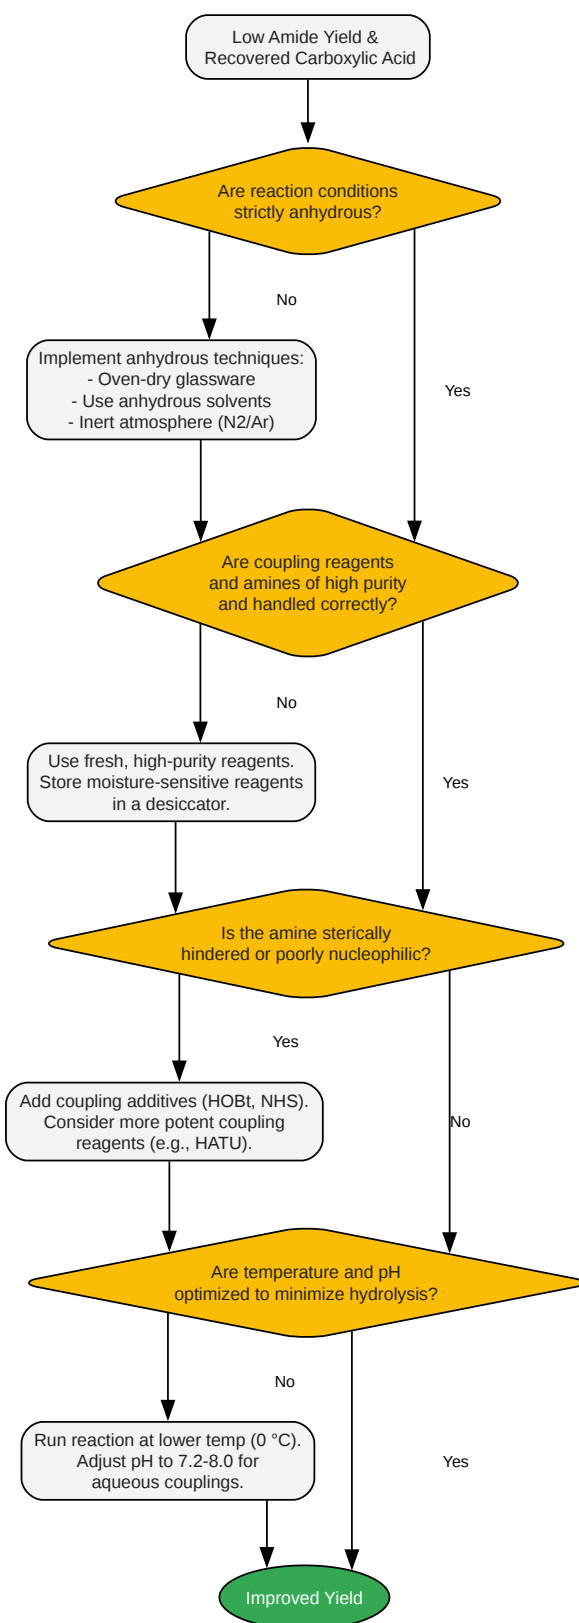 Low Amide Yield &
Recovered Carboxylic Acid
Are reaction conditions
strictly anhydrous?
No
Implement anhydrous techniques:
- Oven-dry glassware
- Use anhydrous solvents
- Inert atmosphere (N2/Ar)
Yes
Are coupling reagents
and amines of high purity
and handled correctly?
No
Use fresh, high-purity reagents.
Store moisture-sensitive reagents
in a desiccator.
Yes
Is the amine sterically
hindered or poorly nucleophilic?
Yes
Add coupling additives (HOBt, NHS).
Consider more potent coupling
reagents (e.g., HATU).
No
Are temperature and pH
optimized to minimize hydrolysis?
No
Run reaction at lower temp (0 °C).
Adjust pH to 7.2-8.0 for
aqueous couplings.
Yes
Improved Yield